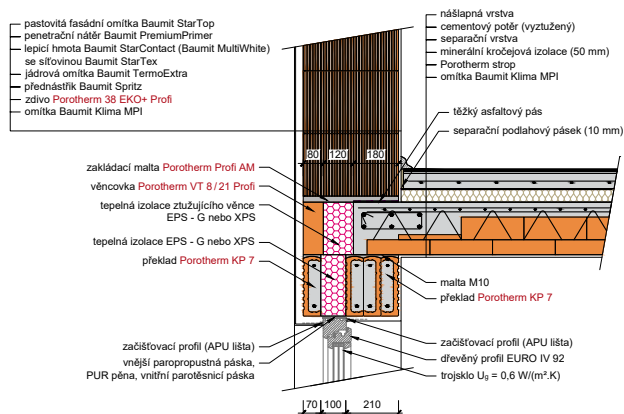 pastovitá fasádní omítka Baumit StarTop
penetrační nátěr Baumit PremiumPrimer
lepicí hmota Baumit StarContact (Baumit MultiWhite)
se síťovinou Baumit StarTex
jádrová omítka Baumit TermoExtra
přednástřik Baumit Spritz
zdivo Porotherm 38 EKO+ Profi
omítka Baumit Klima MPI
nášlapná vrstva
cementový potěr (vyztužený)
separační vrstva
minerální kročejová izolace (50 mm)
Porotherm strop
omítka Baumit Klima MPI
těžký asfaltový pás
separační podlahový pásek (10 mm)
80 120 180
zakládací malta Porotherm Profi AM
věncovka Porotherm VT 8/21 Profi
tepelná izolace ztužujícího věnce
EPS - G nebo XPS
tepelná izolace EPS - G nebo XPS
překlad Porotherm KP 7
malta M10
překlad Porotherm KP 7
začišťovací profil (APU lišta)
vnější paropropustná páska,
PUR pěna, vnitřní parotěsnicí páska
začišťovací profil (APU lišta)
dřevěný profil EURO IV 92
trojsklo Ug = 0,6 W/(m².K)
70 100 210